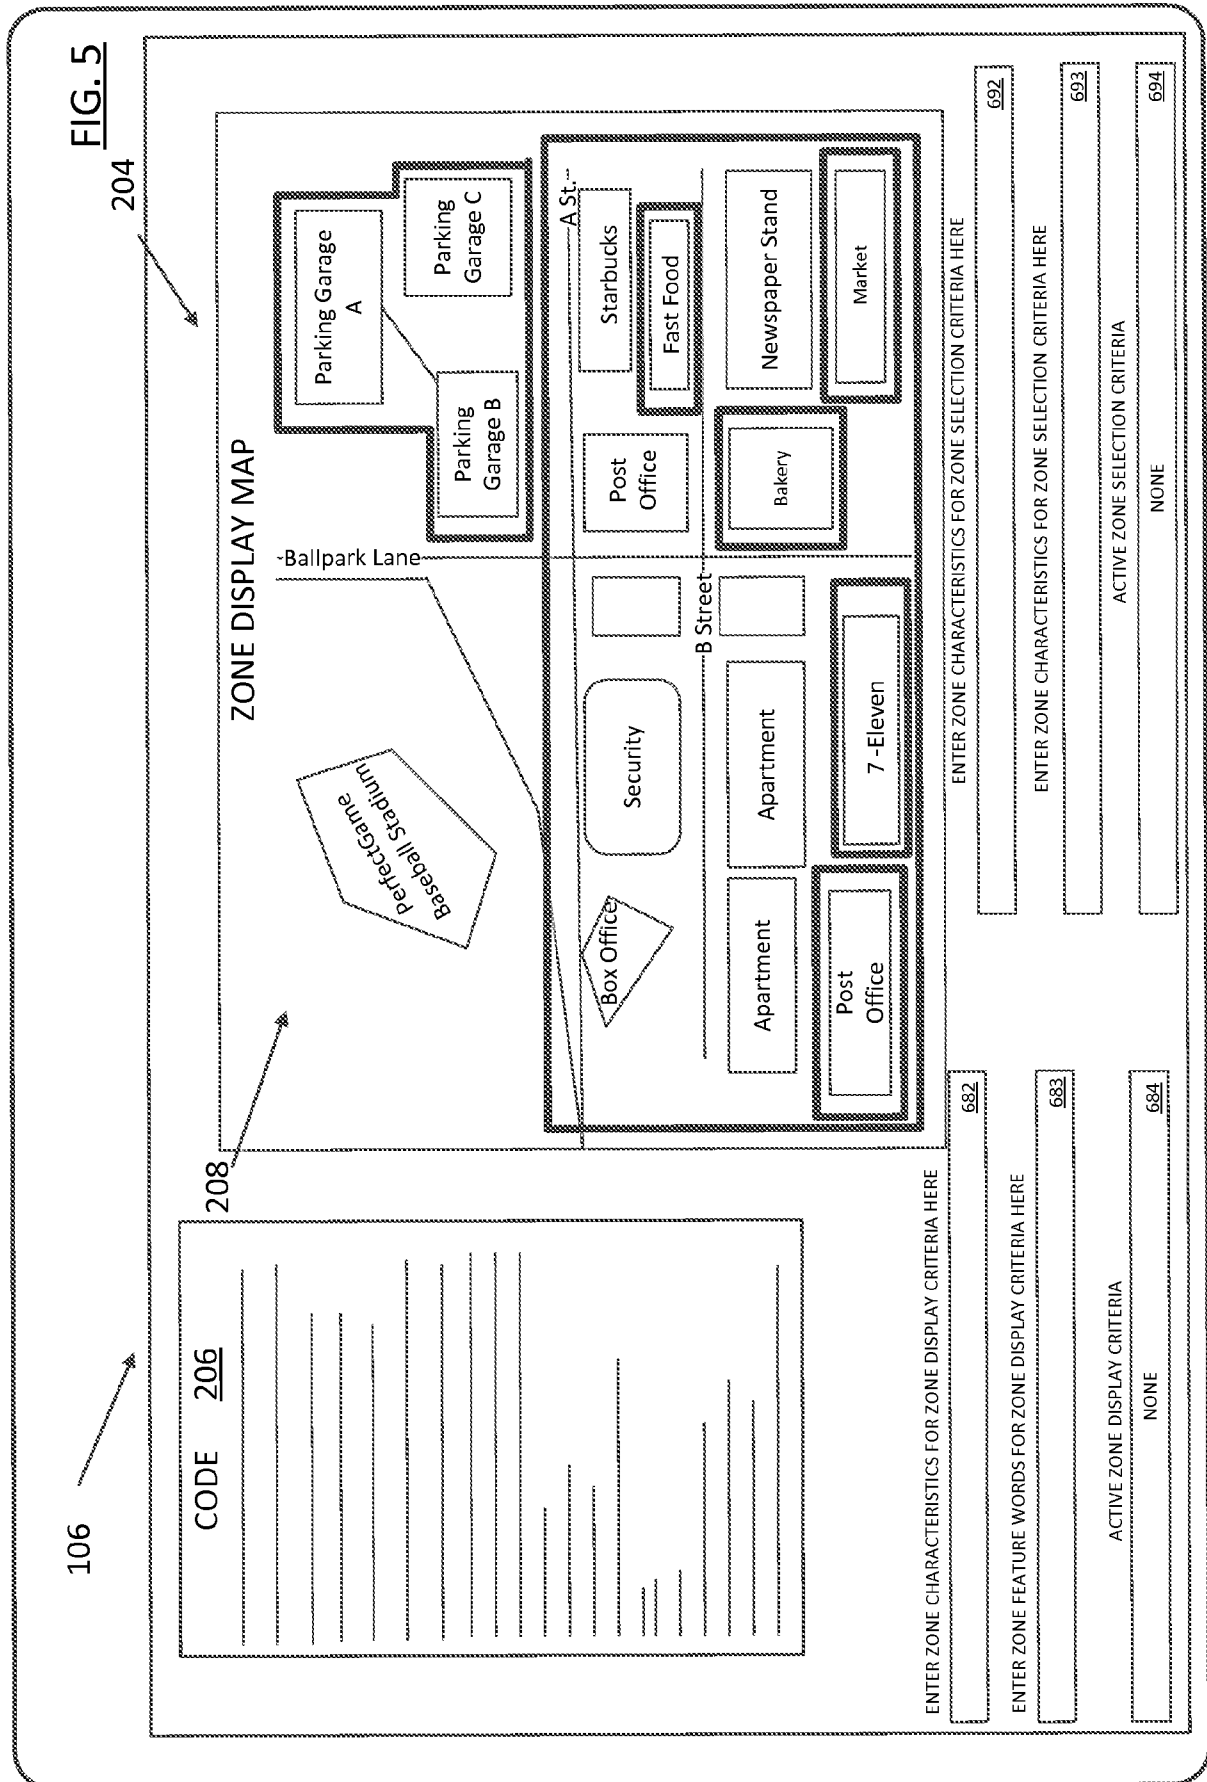 FIG. 5
106
204
208
CODE 206
ZONE DISPLAY MAP
PerfectGame
Baseball Stadium
-Ballpark Lane-
Parking Garage
A
Parking
Garage B
Parking
Garage C
-A St.-
Box Office
Security
Post
Office
Starbucks
Fast Food
-B Street-
Apartment
Apartment
Bakery
Newspaper Stand
Post
Office
7 -Eleven
Market
ENTER ZONE CHARACTERISTICS FOR ZONE DISPLAY CRITERIA HERE
682
ENTER ZONE FEATURE WORDS FOR ZONE DISPLAY CRITERIA HERE
683
ACTIVE ZONE DISPLAY CRITERIA
NONE
684
ENTER ZONE CHARACTERISTICS FOR ZONE SELECTION CRITERIA HERE
692
ENTER ZONE CHARACTERISTICS FOR ZONE SELECTION CRITERIA HERE
693
ACTIVE ZONE SELECTION CRITERIA
NONE
694